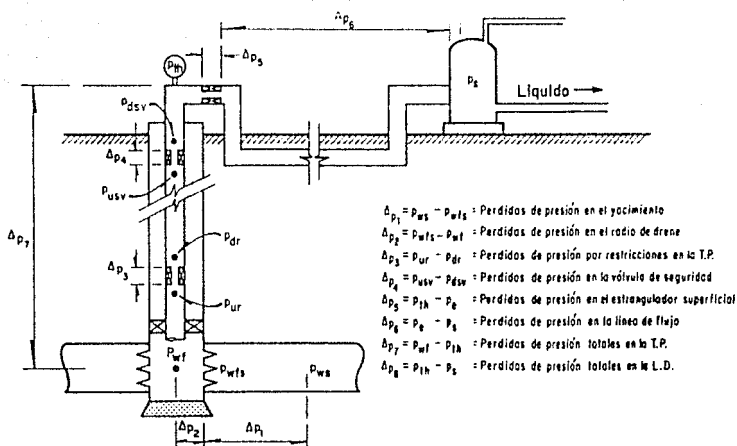 Δp₆
Δp₅
pth
ps
Líquido
pdsv
Δp₄
pusv
Δp₇
pdr
Δp₃
pur
pwf
pwfs
pws
Δp₂
Δp₁
Δp₁ = pws - pwfs = Perdidas de presión en el yacimiento
Δp₂ = pwfs - pwf = Perdidas de presión en el radio de drene
Δp₃ = pur - pdr = Perdidas de presión por restricciones en la T.P.
Δp₄ = pusv - pdsv = Perdidas de presión en la válvula de seguridad
Δp₅ = pth - pe = Perdidas de presión en el estrangulador superficial
Δp₆ = pe - ps = Perdidas de presión en la línea de flujo
Δp₇ = pwf - pth = Perdidas de presión totales en la T.P.
Δp₈ = pth - ps = Perdidas de presión totales en la L.D.